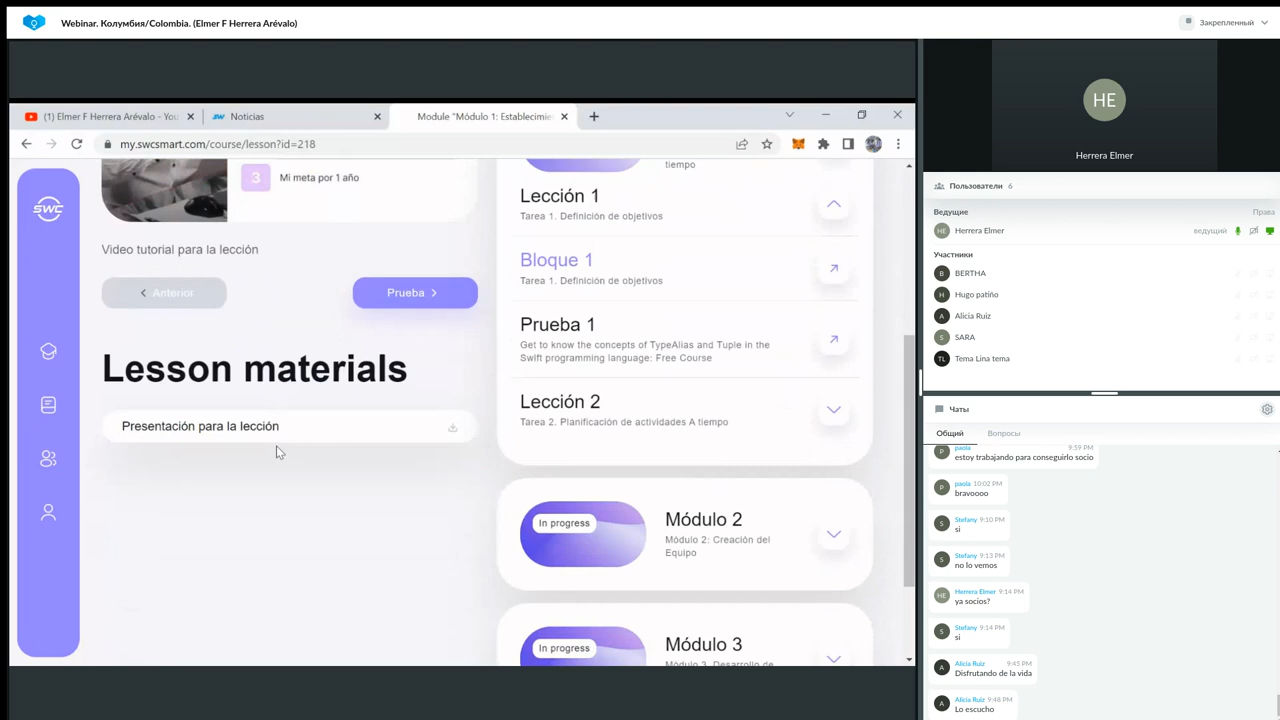 Webinar. Колумбия/Colombia. (Elmer F Herrera Arévalo)
Закрепленный
(1) Elmer F Herrera Arévalo - You
Noticias
Module "Módulo 1: Establecimie
my.swcsmart.com/course/lesson?id=218
SWC
3
Mi meta por 1 año
Video tutorial para la lección
Anterior
Prueba
Lesson materials
Presentación para la lección
tiempo
Lección 1
Tarea 1. Definición de objetivos
Bloque 1
Tarea 1. Definición de objetivos
Prueba 1
Get to know the concepts of TypeAlias and Tuple in the
Swift programming language: Free Course
Lección 2
Tarea 2. Planificación de actividades A tiempo
In progress
Módulo 2
Módulo 2: Creación del
Equipo
In progress
Módulo 3
Módulo 3. Desarrollo de
HE
Herrera Elmer
Пользователи 6
Ведущие
Права
HE Herrera Elmer
ведущий
Участники
B BERTHA
H Hugo patiño
A Alicia Ruiz
S SARA
TL Tema Lina tema
Чаты
Общий
Вопросы
P paola 9:59 PM
estoy trabajando para conseguirlo socio
P paola 10:02 PM
bravoooo
S Stefany 9:10 PM
si
S Stefany 9:13 PM
no lo vemos
HE Herrera Elmer 9:14 PM
ya socios?
S Stefany 9:14 PM
si
A Alicia Ruiz 9:45 PM
Disfrutando de la vida
A Alicia Ruiz 9:48 PM
Lo escucho